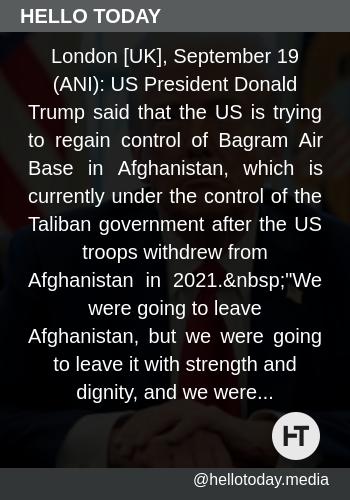 HELLO TODAY
London [UK], September 19
(ANI): US President Donald
Trump said that the US is trying
to regain control of Bagram Air
Base in Afghanistan, which is
currently under the control of the
Taliban government after the US
troops withdrew from
Afghanistan in 2021.&nbsp;"We
were going to leave
Afghanistan, but we were going
to leave it with strength and
dignity, and we were...
HT
@hellotoday.media